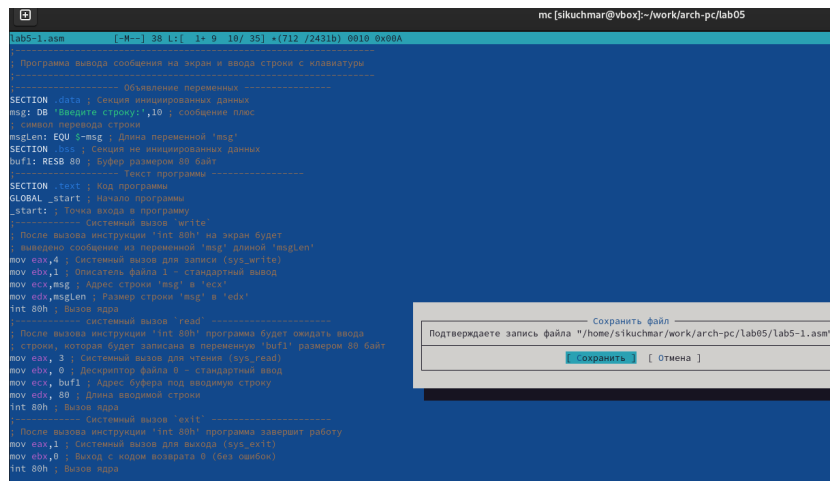 mc [sikuchmar@vbox]:~/work/arch-pc/lab05
lab5-1.asm [-M--] 38 L:[ 1+ 9 10/ 35] *(712 /2431b) 0010 0x00A
;------------------------------------------------------------------
; Программа вывода сообщения на экран и ввода строки с клавиатуры
;------------------------------------------------------------------
;------------------- Объявление переменных ----------------
SECTION .data ; Секция инициированных данных
msg: DB 'Введите строку:',10 ; сообщение плюс
; символ перевода строки
msgLen: EQU $-msg ; Длина переменной 'msg'
SECTION .bss ; Секция не инициированных данных
buf1: RESB 80 ; Буфер размером 80 байт
;------------------- Текст программы -----------------
SECTION .text ; Код программы
GLOBAL _start ; Начало программы
_start: ; Точка входа в программу
;------------ Системный вызов `write`
; После вызова инструкции 'int 80h' на экран будет
; выведено сообщение из переменной 'msg' длиной 'msgLen'
mov eax,4 ; Системный вызов для записи (sys_write)
mov ebx,1 ; Описатель файла 1 - стандартный вывод
mov ecx,msg ; Адрес строки 'msg' в 'ecx'
mov edx,msgLen ; Размер строки 'msg' в 'edx'
int 80h ; Вызов ядра
;------------ системный вызов `read` ----------------------
; После вызова инструкции 'int 80h' программа будет ожидать ввода
; строки, которая будет записана в переменную 'buf1' размером 80 байт
mov eax, 3 ; Системный вызов для чтения (sys_read)
mov ebx, 0 ; Дескриптор файла 0 - стандартный ввод
mov ecx, buf1 ; Адрес буфера под вводимую строку
mov edx, 80 ; Длина вводимой строки
int 80h ; Вызов ядра
;------------ Системный вызов `exit` ----------------------
; После вызова инструкции 'int 80h' программа завершит работу
mov eax,1 ; Системный вызов для выхода (sys_exit)
mov ebx,0 ; Выход с кодом возврата 0 (без ошибок)
int 80h ; Вызов ядра
Сохранить файл
Подтверждаете запись файла "/home/sikuchmar/work/arch-pc/lab05/lab5-1.asm"
[ Сохранить ] [ Отмена ]